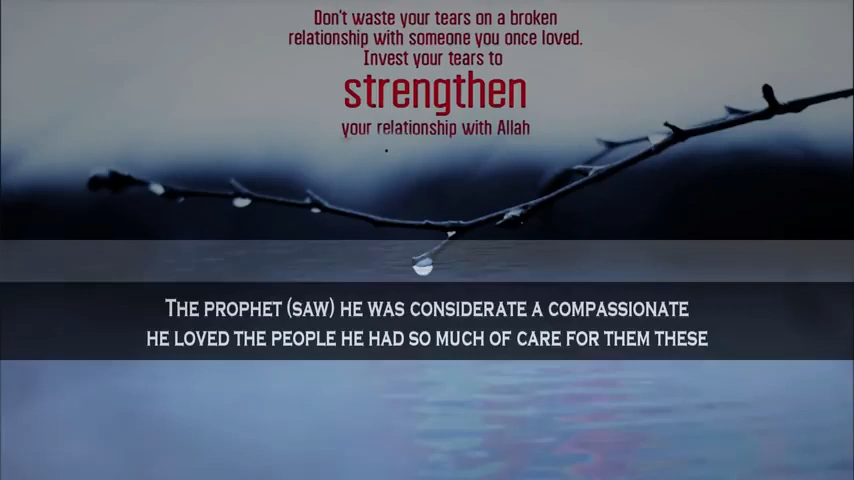 Don't waste your tears on a broken
relationship with someone you once loved.
Invest your tears to
strengthen
your relationship with Allah
THE PROPHET (SAW) HE WAS CONSIDERATE A COMPASSIONATE
HE LOVED THE PEOPLE HE HAD SO MUCH OF CARE FOR THEM THESE